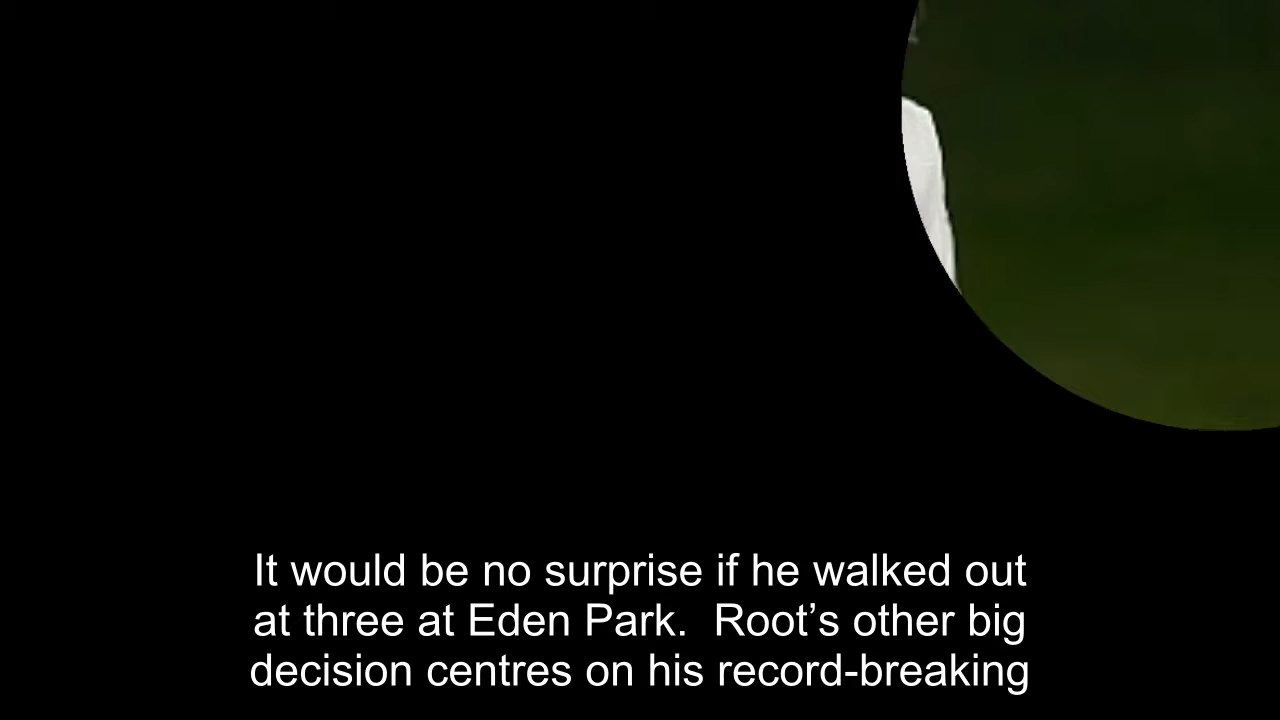 It would be no surprise if he walked out
at three at Eden Park.  Root’s other big
decision centres on his record-breaking